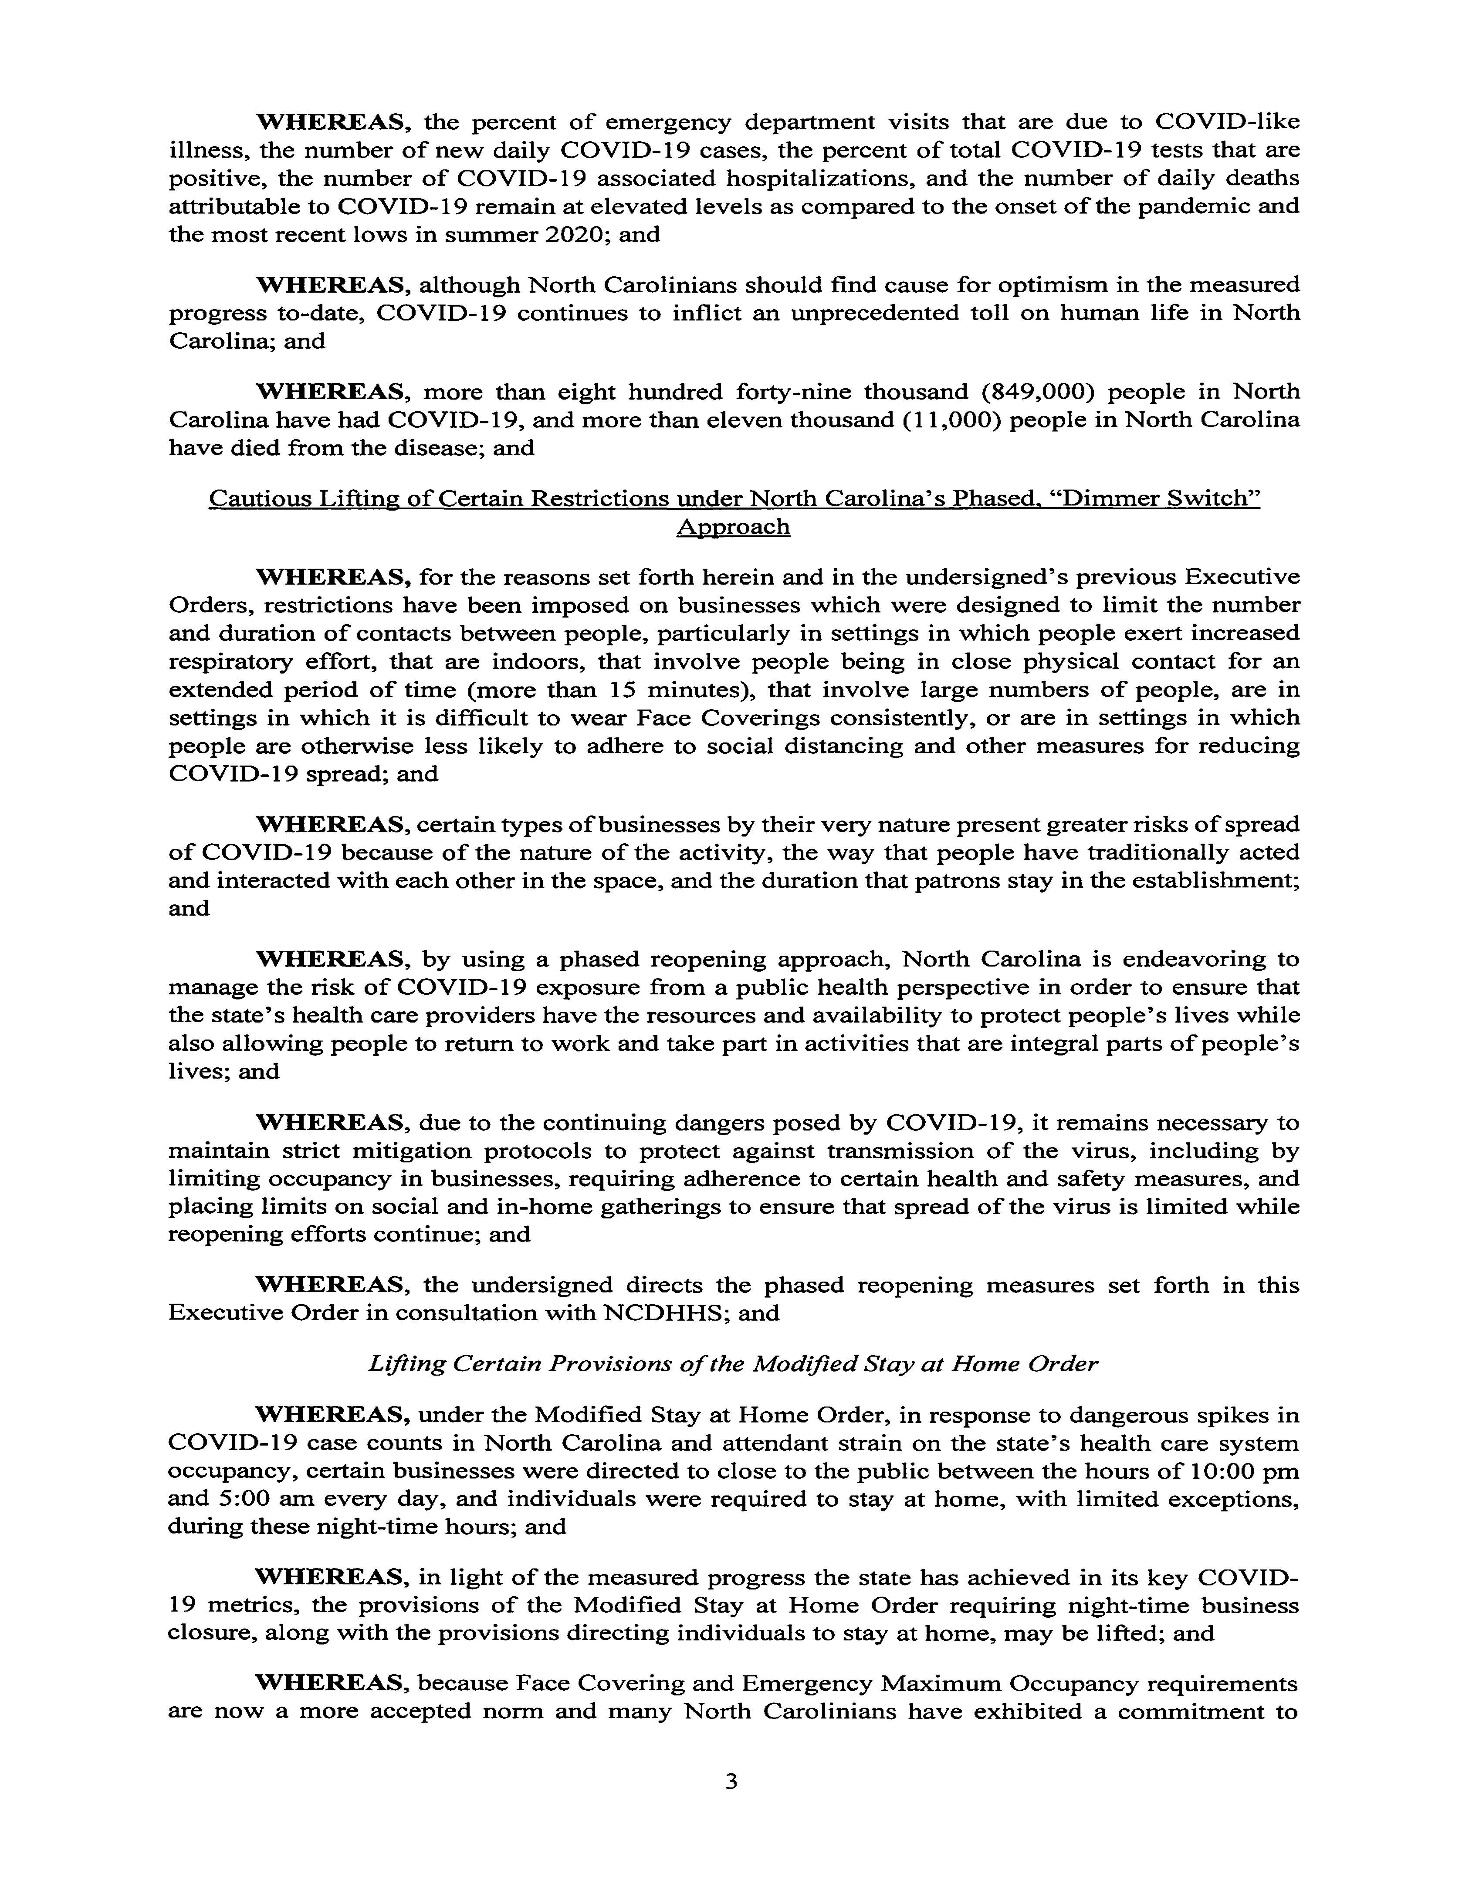 WHEREAS, the percent of emergency department visits that are due to COVID-like
illness, the number of new daily COVID-19 cases, the percent of total COVID-19 tests that are
positive, the number of COVID-19 associated hospitalizations, and the number of daily deaths
attributable to COVID-19 remain at elevated levels as compared to the onset of the pandemic and
the most recent lows in summer 2020; and
WHEREAS, although North Carolinians should find cause for optimism in the measured
progress to-date, COVID-19 continues to inflict an unprecedented toll on human life in North
Carolina; and
WHEREAS, more than eight hundred forty-nine thousand (849,000) people in North
Carolina have had COVID-19, and more than eleven thousand (11,000) people in North Carolina
have died from the disease; and
Cautious Lifting of Certain Restrictions under North Carolina's Phased, "Dimmer Switch"
Approach
WHEREAS, for the reasons set forth herein and in the undersigned's previous Executive
Orders, restrictions have been imposed on businesses which were designed to limit the number
and duration of contacts between people, particularly in settings in which people exert increased
respiratory effort, that are indoors, that involve people being in close physical contact for an
extended period of time (more than 15 minutes), that involve large numbers of people, are in
settings in which it is difficult to wear Face Coverings consistently, or are in settings in which
people are otherwise less likely to adhere to social distancing and other measures for reducing
COVID-19 spread; and
WHEREAS, certain types of businesses by their very nature present greater risks of spread
of COVID-19 because of the nature of the activity, the way that people have traditionally acted
and interacted with each other in the space, and the duration that patrons stay in the establishment;
and
WHEREAS, by using a phased reopening approach, North Carolina is endeavoring to
manage the risk of COVID-19 exposure from a public health perspective in order to ensure that
the state's health care providers have the resources and availability to protect people's lives while
also allowing people to return to work and take part in activities that are integral parts of people's
lives; and
WHEREAS, due to the continuing dangers posed by COVID-19, it remains necessary to
maintain strict mitigation protocols to protect against transmission of the virus, including by
limiting occupancy in businesses, requiring adherence to certain health and safety measures, and
placing limits on social and in-home gatherings to ensure that spread of the virus is limited while
reopening efforts continue; and
WHEREAS, the undersigned directs the phased reopening measures set forth in this
Executive Order in consultation with NCDHHS; and
Lifting Certain Provisions of the Modified Stay at Home Order
WHEREAS, under the Modified Stay at Home Order, in response to dangerous spikes in
COVID-19 case counts in North Carolina and attendant strain on the state's health care system
occupancy, certain businesses were directed to close to the public between the hours of 10:00 pm
and 5:00 am every day, and individuals were required to stay at home, with limited exceptions,
during these night-time hours; and
WHEREAS, in light of the measured progress the state has achieved in its key COVID-
19 metrics, the provisions of the Modified Stay at Home Order requiring night-time business
closure, along with the provisions directing individuals to stay at home, may be lifted; and
WHEREAS, because Face Covering and Emergency Maximum Occupancy requirements
are now a more accepted norm and many North Carolinians have exhibited a commitment to
3